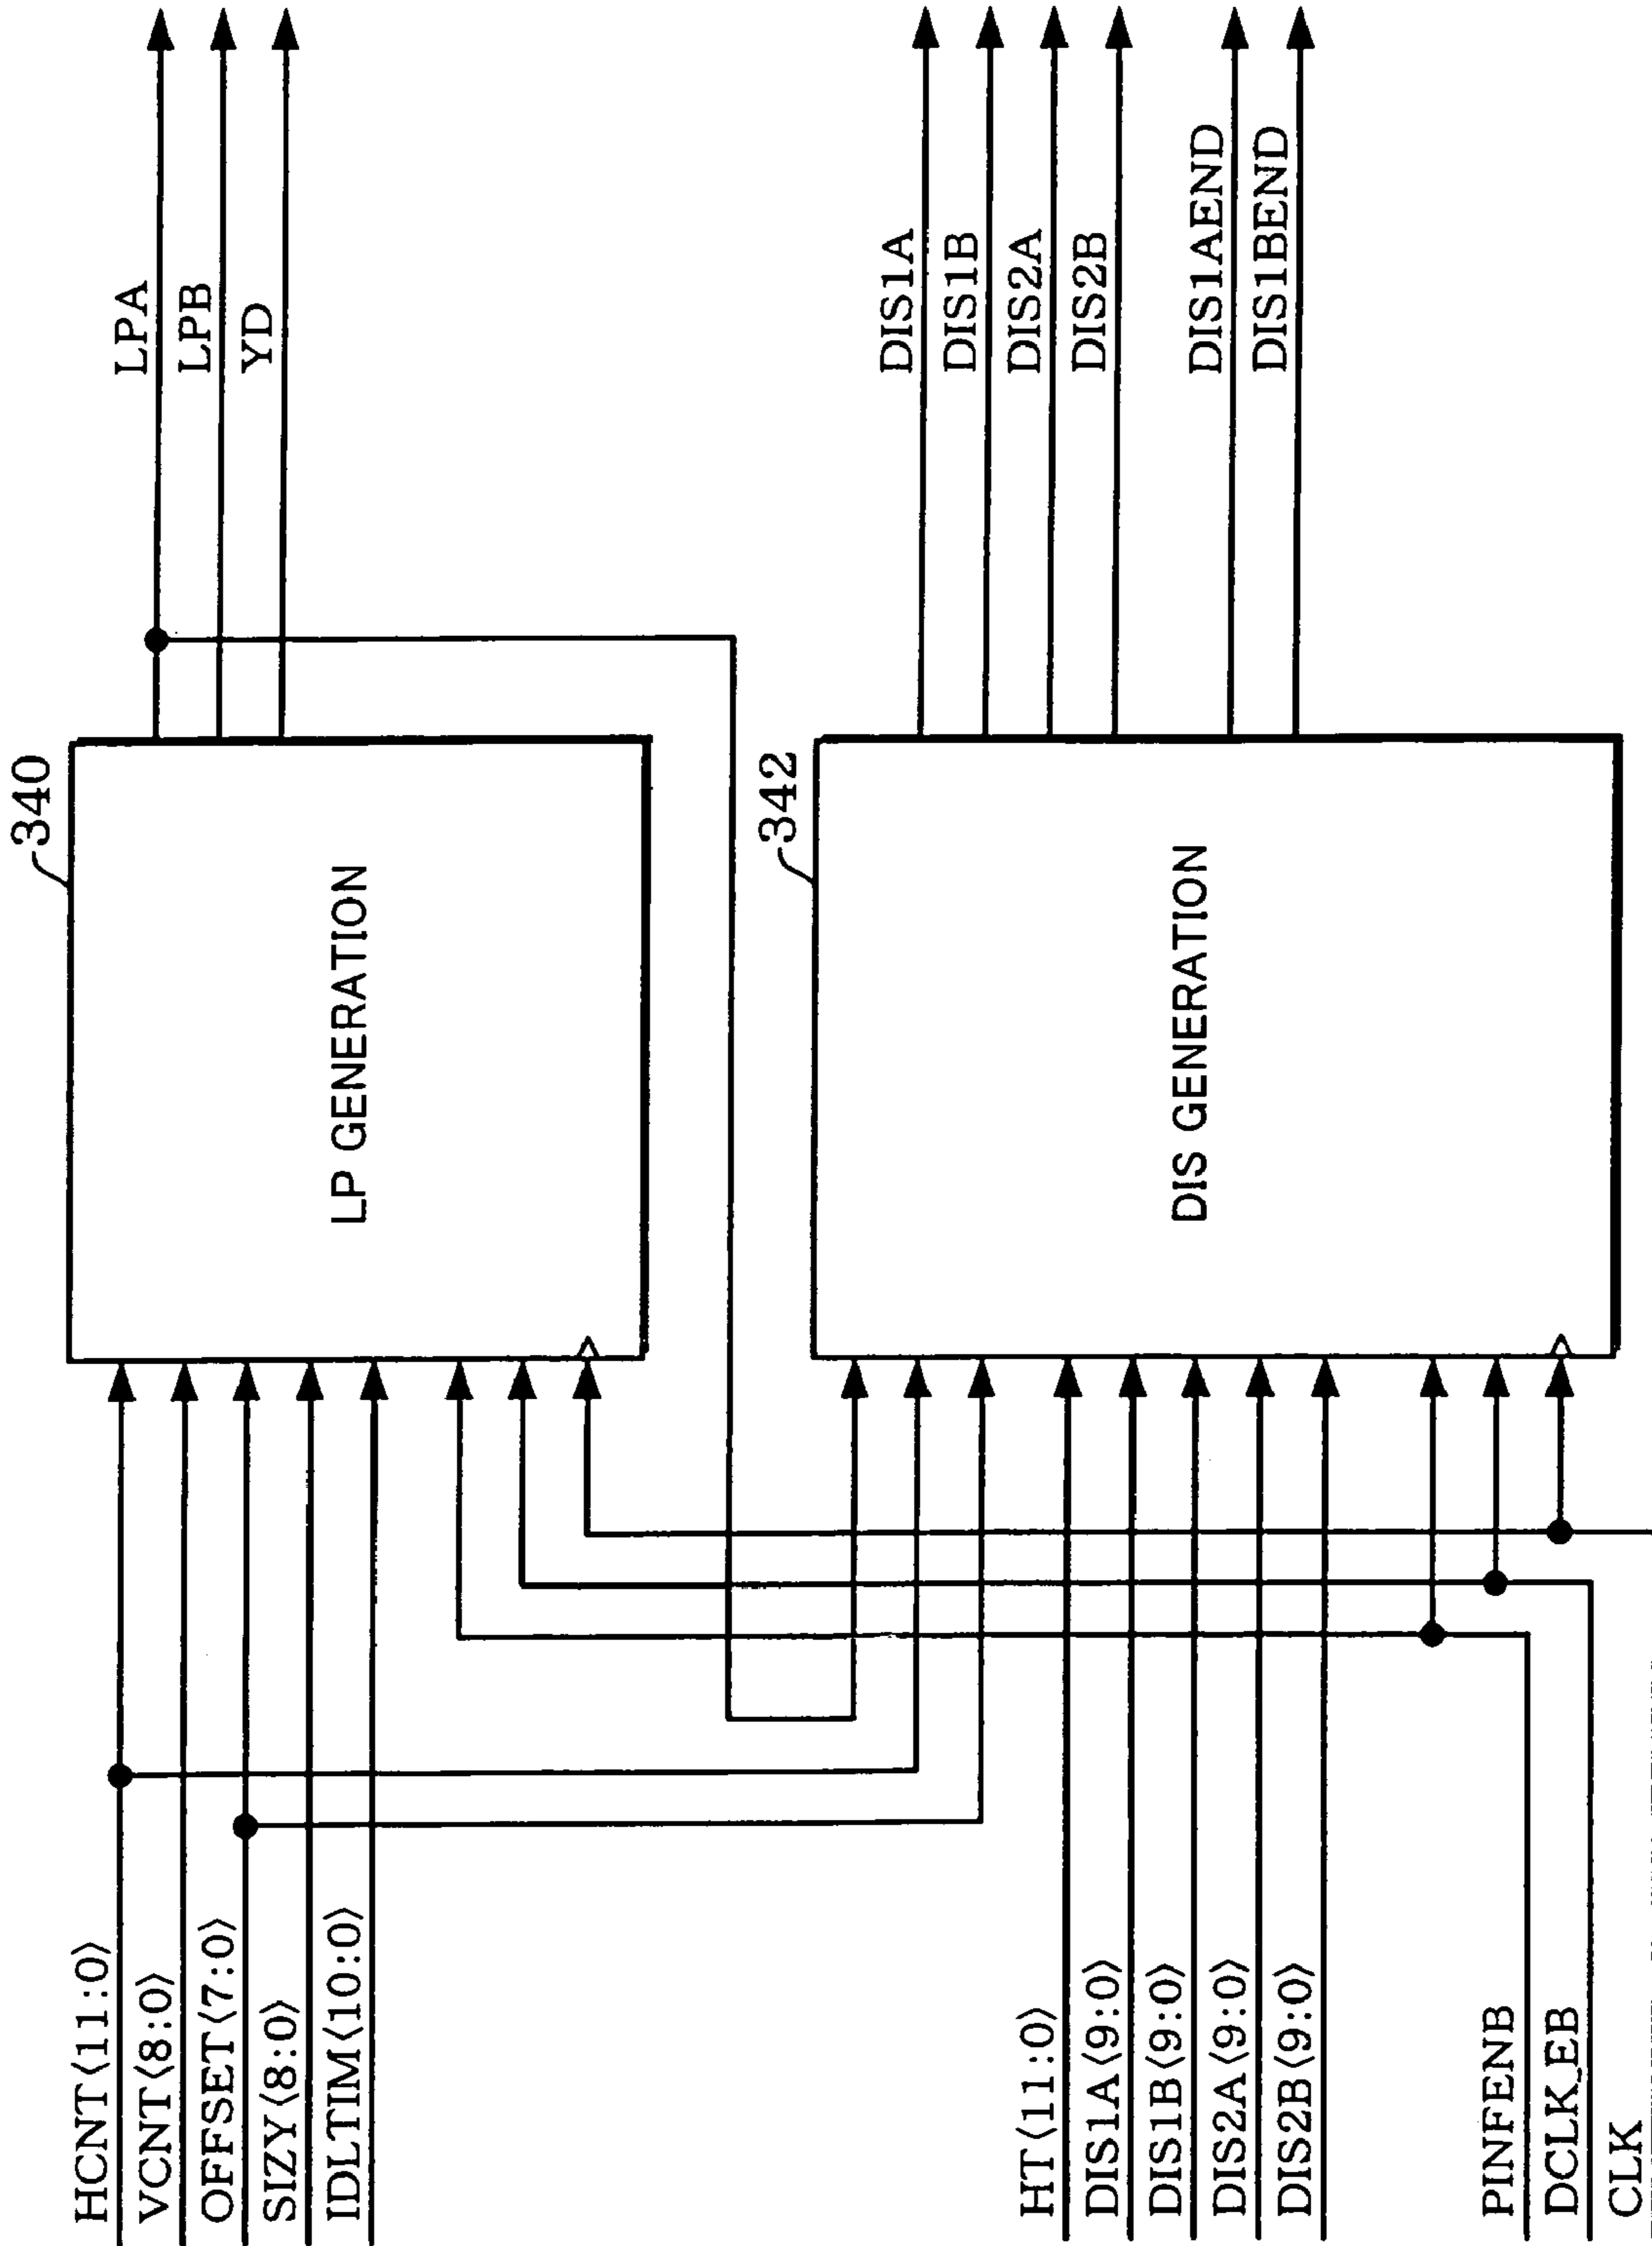 HCNT〈11:0〉
VCNT〈8:0〉
OFFSET〈7:0〉
SIZY〈8:0〉
IDLTIM〈10:0〉
340
LP GENERATION
LPA
LPB
YD
HT〈11:0〉
DIS1A〈9:0〉
DIS1B〈9:0〉
DIS2A〈9:0〉
DIS2B〈9:0〉
PINFENB
DCLK_EB
CLK
342
DIS GENERATION
DIS1A
DIS1B
DIS2A
DIS2B
DIS1AEND
DIS1BEND